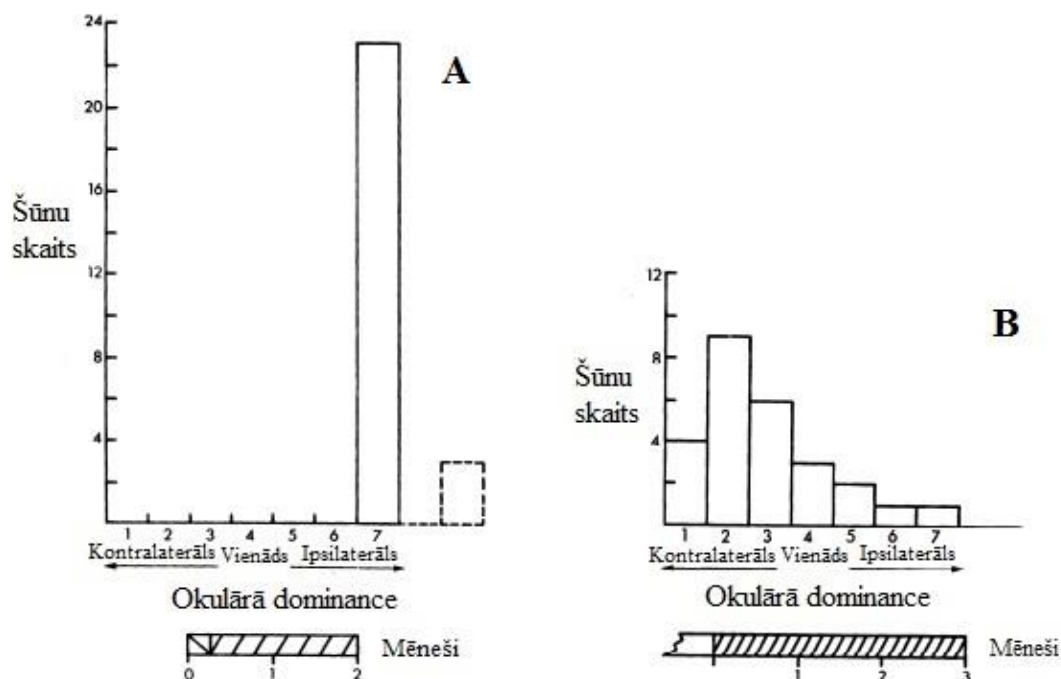 24
20
16
12
8
4
Šūnu
skaits
A
1 2 3 4 5 6 7
Kontralaterāls Vienāds Ipsilaterāls
Okulārā dominance
Mēneši
0 1 2
12
8
4
Šūnu
skaits
B
1 2 3 4 5 6 7
Kontralaterāls Vienāds Ipsilaterāls
Okulārā dominance
Mēneši
1 2 3